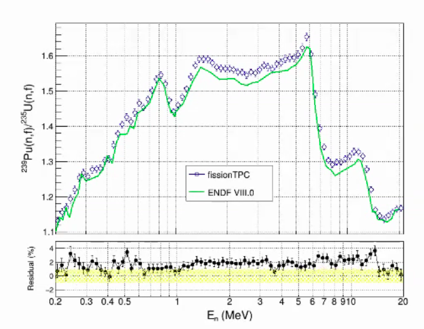 1.6
1.5
1.4
1.3
1.2
1.1
²³⁹Pu(n,f)/²³⁵U(n,f)
fissionTPC
ENDF VIII.0
Residual (%)
4
2
0
−2
0.2 0.3 0.4 0.5 1 2 3 4 5 6 7 8 9 10 20
Eₙ (MeV)